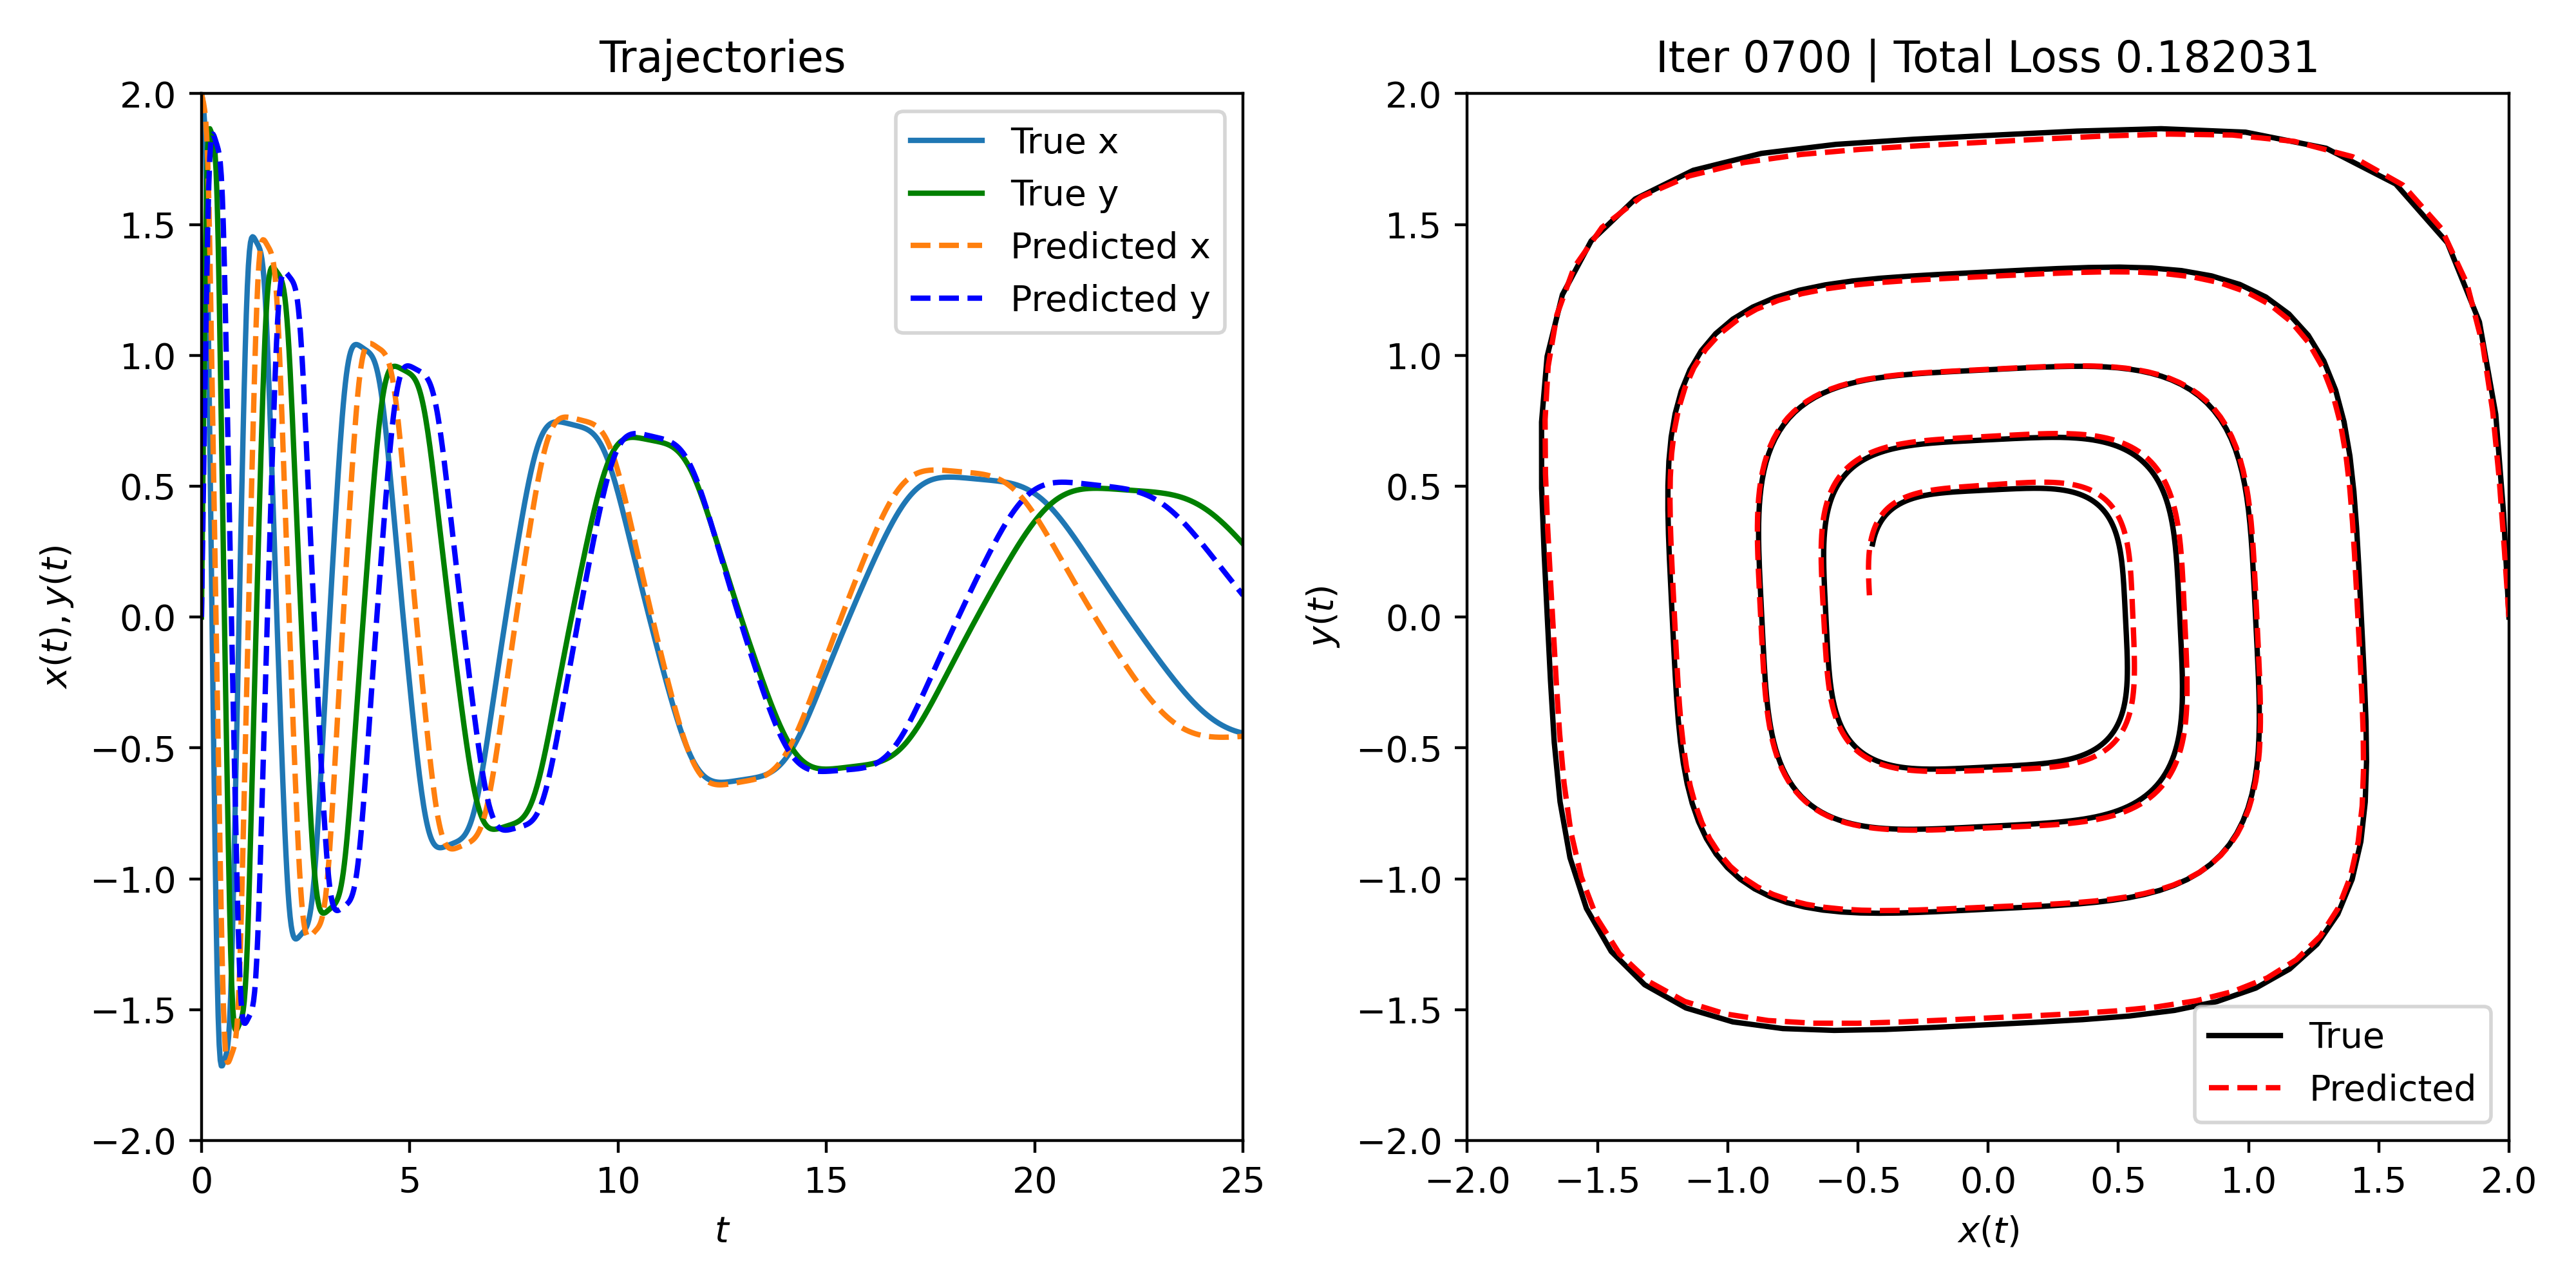 Trajectories
2.0
1.5
1.0
0.5
0.0
−0.5
−1.0
−1.5
−2.0
x(t), y(t)
0 5 10 15 20 25
t
True x
True y
Predicted x
Predicted y
Iter 0700 | Total Loss 0.182031
2.0
1.5
1.0
0.5
0.0
−0.5
−1.0
−1.5
−2.0
y(t)
−2.0 −1.5 −1.0 −0.5 0.0 0.5 1.0 1.5 2.0
x(t)
True
Predicted